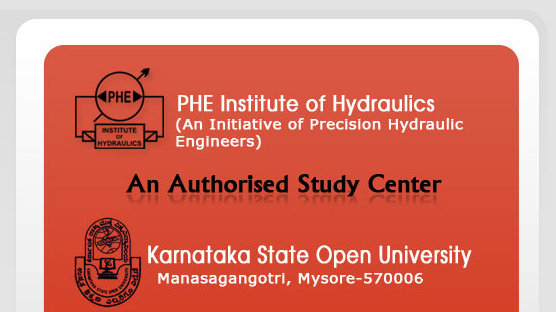 PHE
INSTITUTE
OF
HYDRAULICS
PHE Institute of Hydraulics
(An Initiative of Precision Hydraulic
Engineers)
An Authorised Study Center
Karnataka State Open University
Manasagangotri, Mysore-570006